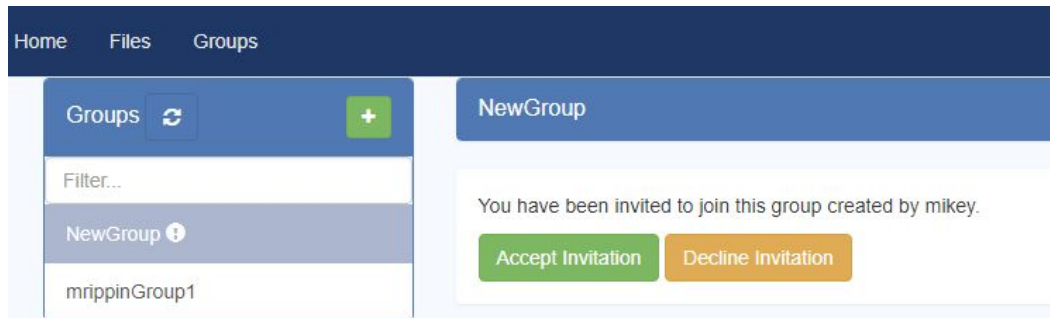 Home Files Groups
Groups
NewGroup
Filter...
NewGroup
mrippinGroup1
You have been invited to join this group created by mikey.
Accept Invitation Decline Invitation